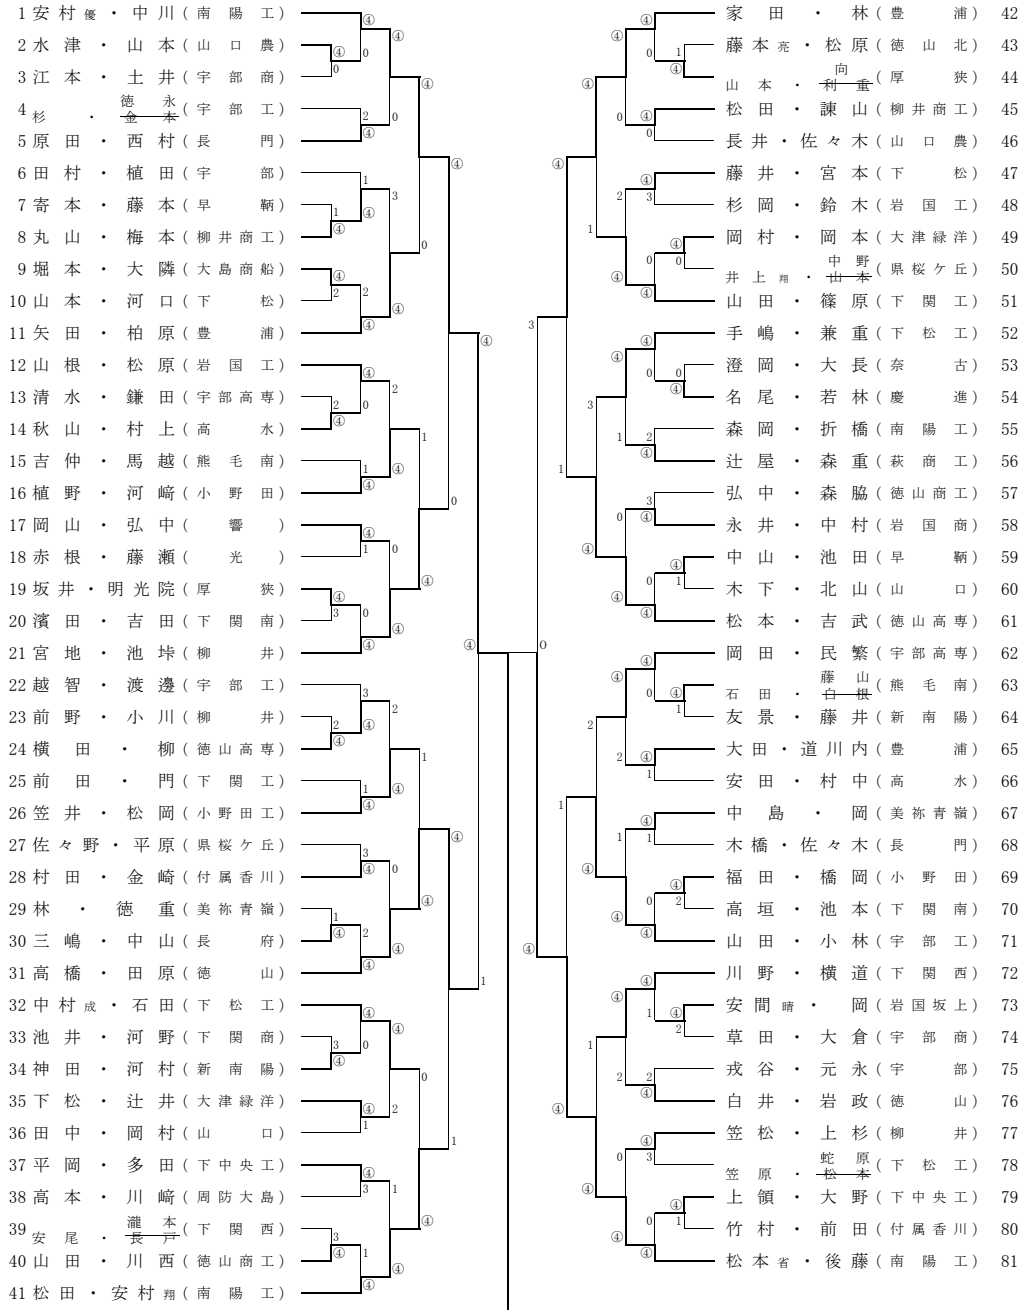 1 安村優・中川(南陽工)
2 水津・山本(山口農)
3 江本・土井(宇部商)
徳永
4 杉・金本(宇部工)
5 原田・西村(長門)
6 田村・植田(宇部)
7 寄本・藤本(早鞆)
8 丸山・梅本(柳井商工)
9 堀本・大隣(大島商船)
10 山本・河口(下松)
11 矢田・柏原(豊浦)
12 山根・松原(岩国工)
13 清水・鎌田(宇部高専)
14 秋山・村上(高水)
15 吉仲・馬越(熊毛南)
16 植野・河﨑(小野田)
17 岡山・弘中(響)
18 赤根・藤瀬(光)
19 坂井・明光院(厚狭)
20 濱田・吉田(下関南)
21 宮地・池垰(柳井)
22 越智・渡邊(宇部工)
23 前野・小川(柳井)
24 横田・柳(徳山高専)
25 前田・門(下関工)
26 笠井・松岡(小野田工)
27 佐々野・平原(県桜ケ丘)
28 村田・金崎(付属香川)
29 林・徳重(美祢青嶺)
30 三嶋・中山(長府)
31 高橋・田原(徳山)
32 中村成・石田(下松工)
33 池井・河野(下関商)
34 神田・河村(新南陽)
35 下松・辻井(大津緑洋)
36 田中・岡村(山口)
37 平岡・多田(下中央工)
38 高本・川﨑(周防大島)
瀧本
39 安尾・長戸(下関西)
40 山田・川西(徳山商工)
41 松田・安村翔(南陽工)
家田・林(豊浦) 42
藤本亮・松原(徳山北) 43
向
山本・利重(厚狭) 44
松田・諫山(柳井商工) 45
長井・佐々木(山口農) 46
藤井・宮本(下松) 47
杉岡・鈴木(岩国工) 48
岡村・岡本(大津緑洋) 49
中野
井上翔・山本(県桜ケ丘) 50
山田・篠原(下関工) 51
手嶋・兼重(下松工) 52
澄岡・大長(奈古) 53
名尾・若林(慶進) 54
森岡・折橋(南陽工) 55
辻屋・森重(萩商工) 56
弘中・森脇(徳山商工) 57
永井・中村(岩国商) 58
中山・池田(早鞆) 59
木下・北山(山口) 60
松本・吉武(徳山高専) 61
岡田・民繁(宇部高専) 62
藤山
石田・白根(熊毛南) 63
友景・藤井(新南陽) 64
大田・道川内(豊浦) 65
安田・村中(高水) 66
中島・岡(美祢青嶺) 67
木橋・佐々木(長門) 68
福田・橋岡(小野田) 69
高垣・池本(下関南) 70
山田・小林(宇部工) 71
川野・横道(下関西) 72
安間晴・岡(岩国坂上) 73
草田・大倉(宇部商) 74
戎谷・元永(宇部) 75
白井・岩政(徳山) 76
笠松・上杉(柳井) 77
蛇原
笠原・松本(下松工) 78
上領・大野(下中央工) 79
竹村・前田(付属香川) 80
松本省・後藤(南陽工) 81